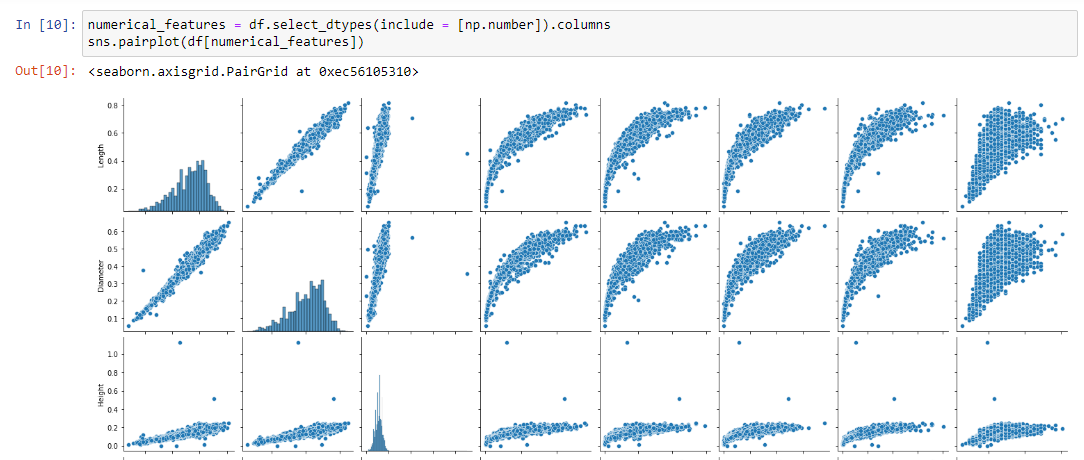 In [10]: numerical_features = df.select_dtypes(include = [np.number]).columns
sns.pairplot(df[numerical_features])
Out[10]: <seaborn.axisgrid.PairGrid at 0xec56105310>
Length
0.8
0.6
0.4
0.2
Diameter
0.6
0.5
0.4
0.3
0.2
0.1
Height
1.0
0.8
0.6
0.4
0.2
0.0